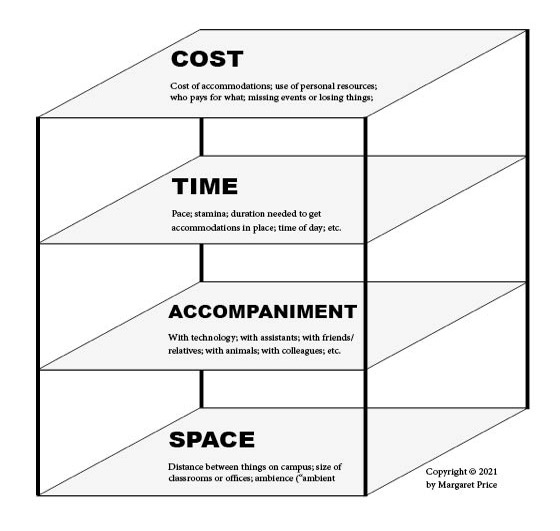 COST
Cost of accommodations; use of personal resources;
who pays for what; missing events or losing things;
TIME
Pace; stamina; duration needed to get
accommodations in place; time of day; etc.
ACCOMPANIMENT
With technology; with assistants; with friends/
relatives; with animals; with colleagues; etc.
SPACE
Distance between things on campus; size of
classrooms or offices; ambience ("ambient
Copyright © 2021
by Margaret Price